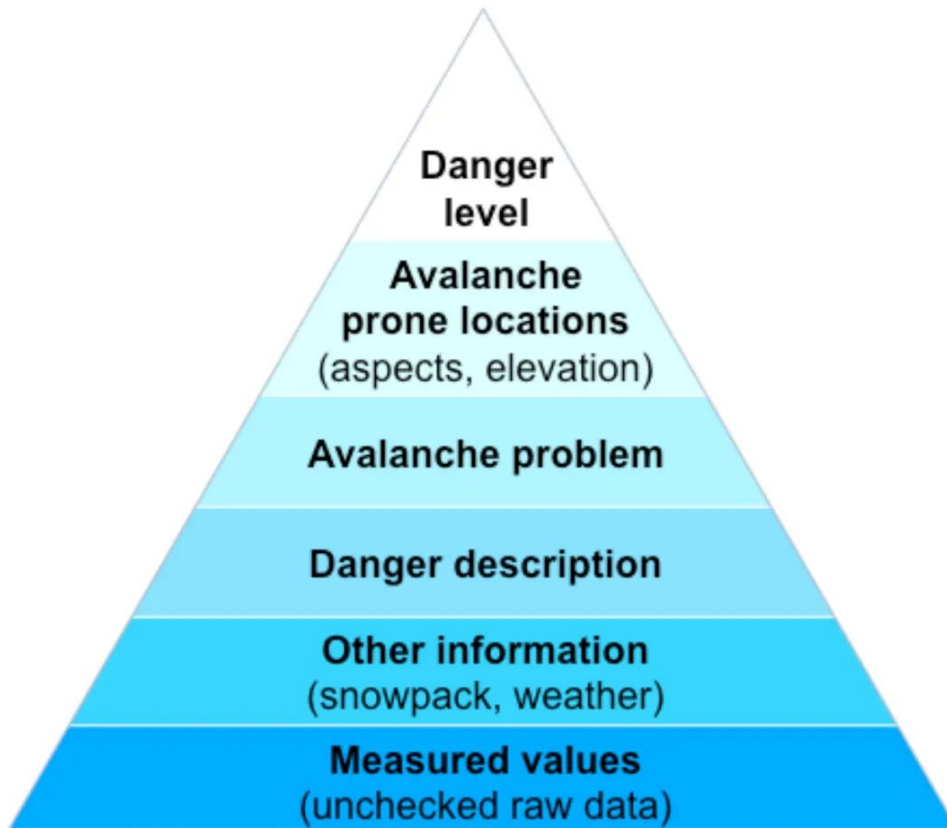 Danger
level
Avalanche
prone locations
(aspects, elevation)
Avalanche problem
Danger description
Other information
(snowpack, weather)
Measured values
(unchecked raw data)